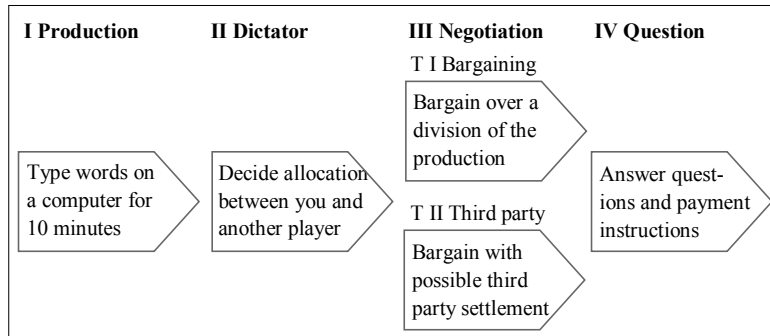 I Production
II Dictator
III Negotiation
IV Question
Type words on
a computer for
10 minutes
Decide allocation
between you and
another player
T I Bargaining
Bargain over a
division of the
production
T II Third party
Bargain with
possible third
party settlement
Answer quest-
ions and payment
instructions